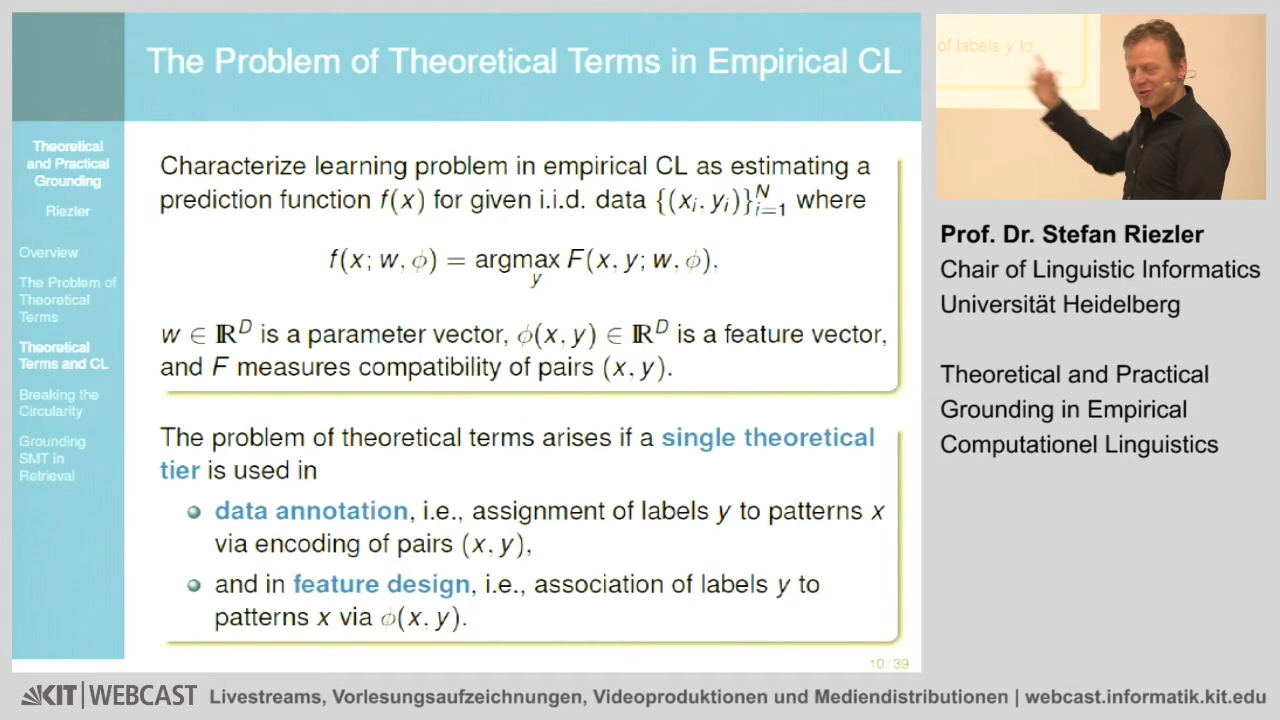 The Problem of Theoretical Terms in Empirical CL
Theoretical
and Practical
Grounding
Riezler
Overview
The Problem of
Theoretical
Terms
Theoretical
Terms and CL
Breaking the
Circularity
Grounding
SMT in
Retrieval
Characterize learning problem in empirical CL as estimating a
prediction function f(x) for given i.i.d. data {(xᵢ, yᵢ)}ᴺᵢ₌₁ where
f(x; w, ϕ) = argmax F(x, y; w, ϕ),
y
w ∈ ℝᴰ is a parameter vector, ϕ(x, y) ∈ ℝᴰ is a feature vector,
and F measures compatibility of pairs (x, y).
The problem of theoretical terms arises if a single theoretical
tier is used in
data annotation, i.e., assignment of labels y to patterns x
via encoding of pairs (x, y),
and in feature design, i.e., association of labels y to
patterns x via ϕ(x, y).
10/39
of labels y to
Prof. Dr. Stefan Riezler
Chair of Linguistic Informatics
Universität Heidelberg
Theoretical and Practical
Grounding in Empirical
Computationel Linguistics
KIT | WEBCAST Livestreams, Vorlesungsaufzeichnungen, Videoproduktionen und Mediendistributionen | webcast.informatik.kit.edu